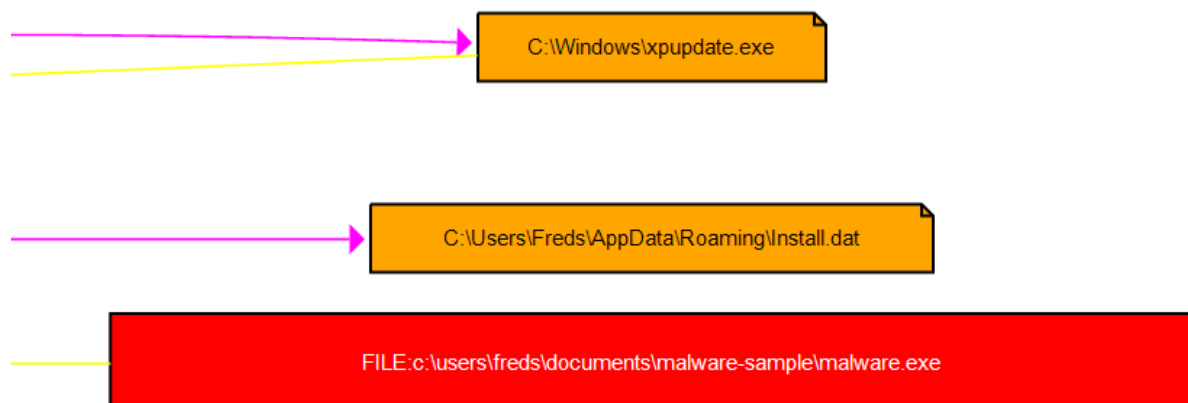 C:\Windows\xpupdate.exe
C:\Users\Freds\AppData\Roaming\Install.dat
FILE:c:\users\freds\documents\malware-sample\malware.exe